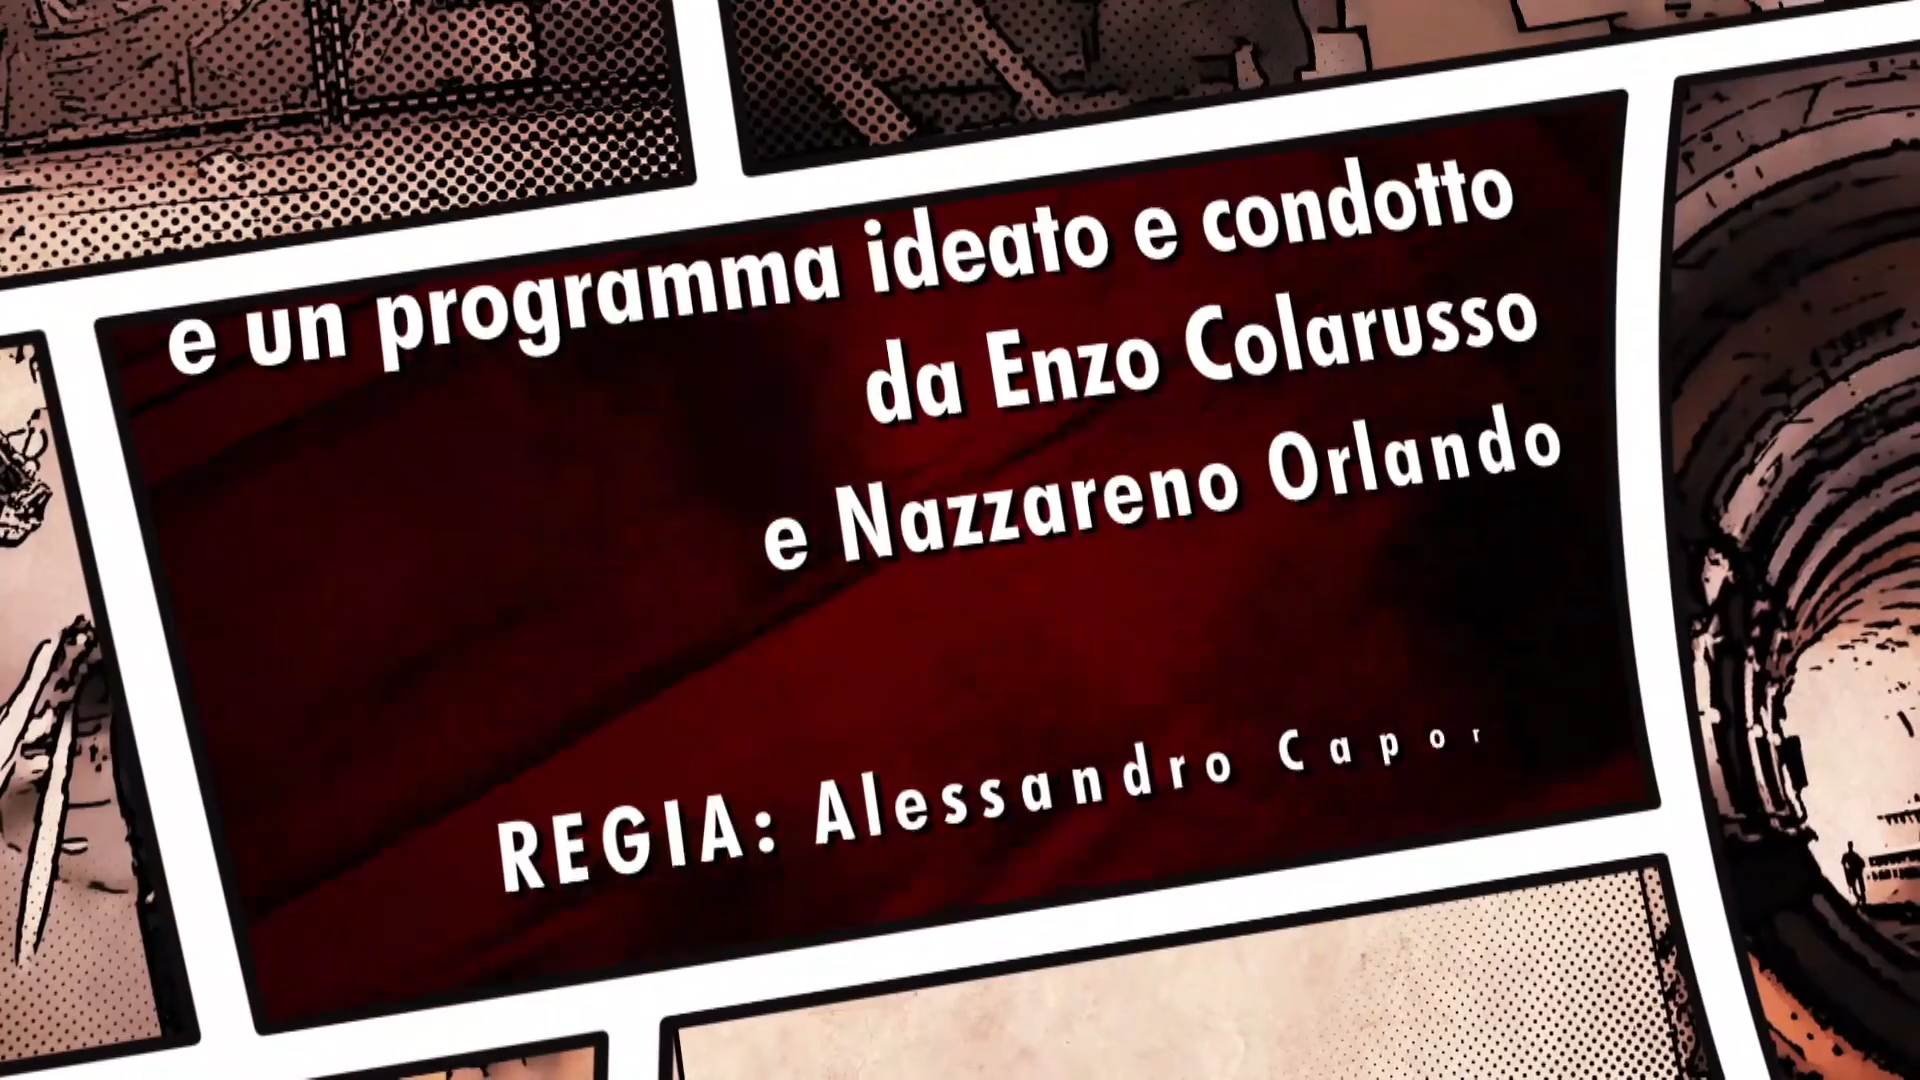 e un programma ideato e condotto
da Enzo Colarusso
e Nazzareno Orlando
REGIA: Alessandro Capor